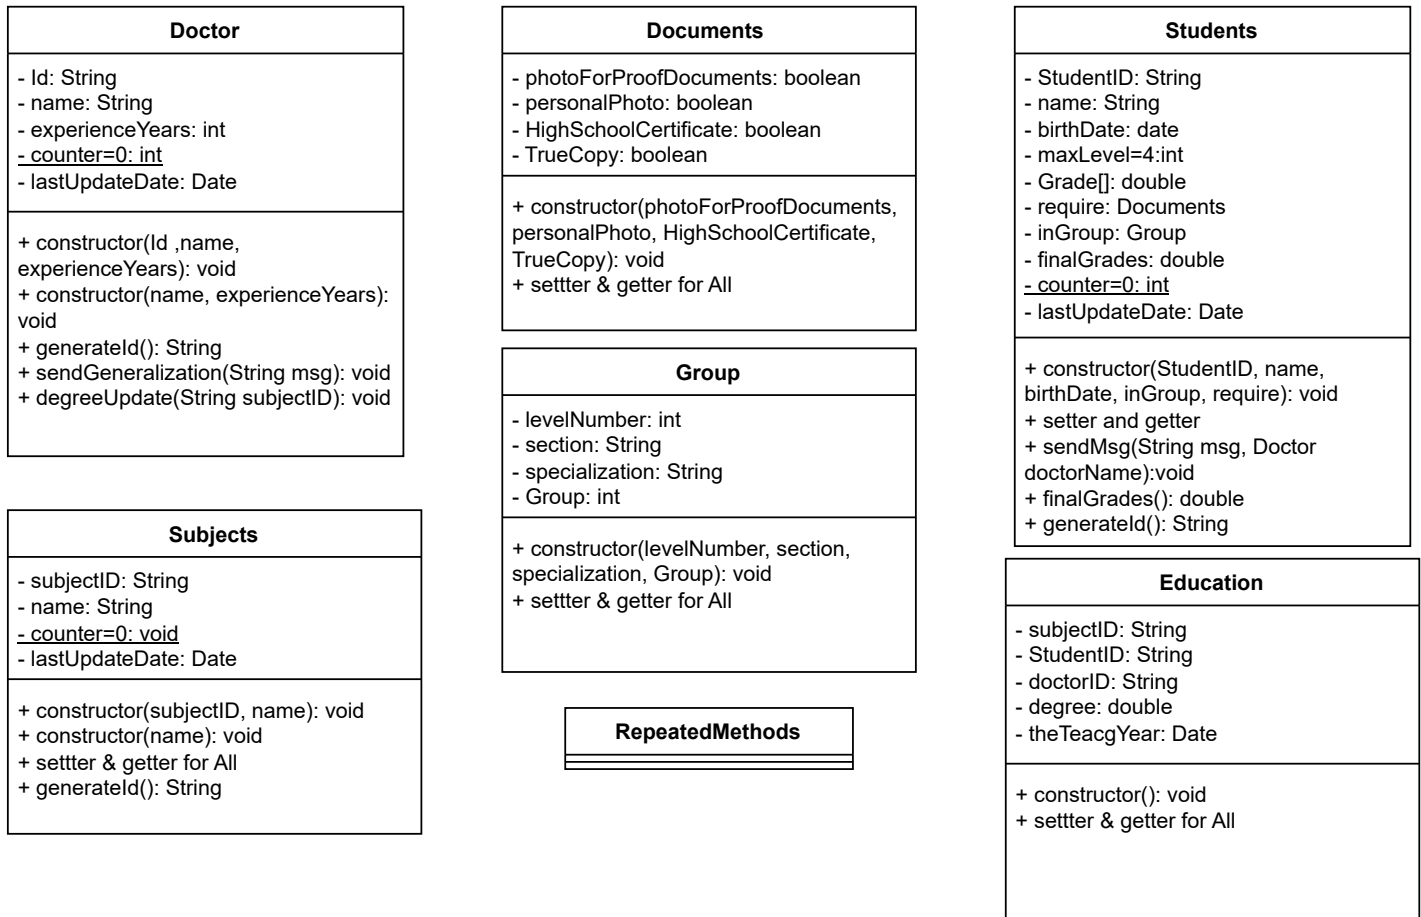 Doctor
- Id: String
- name: String
- experienceYears: int
- counter=0: int
- lastUpdateDate: Date
+ constructor(Id ,name,
experienceYears): void
+ constructor(name, experienceYears):
void
+ generateId(): String
+ sendGeneralization(String msg): void
+ degreeUpdate(String subjectID): void
Subjects
- subjectID: String
- name: String
- counter=0: void
- lastUpdateDate: Date
+ constructor(subjectID, name): void
+ constructor(name): void
+ settter & getter for All
+ generateId(): String
Documents
- photoForProofDocuments: boolean
- personalPhoto: boolean
- HighSchoolCertificate: boolean
- TrueCopy: boolean
+ constructor(photoForProofDocuments,
personalPhoto, HighSchoolCertificate,
TrueCopy): void
+ settter & getter for All
Group
- levelNumber: int
- section: String
- specialization: String
- Group: int
+ constructor(levelNumber, section,
specialization, Group): void
+ settter & getter for All
RepeatedMethods
Students
- StudentID: String
- name: String
- birthDate: date
- maxLevel=4:int
- Grade[]: double
- require: Documents
- inGroup: Group
- finalGrades: double
- counter=0: int
- lastUpdateDate: Date
+ constructor(StudentID, name,
birthDate, inGroup, require): void
+ setter and getter
+ sendMsg(String msg, Doctor
doctorName):void
+ finalGrades(): double
+ generateId(): String
Education
- subjectID: String
- StudentID: String
- doctorID: String
- degree: double
- theTeacgYear: Date
+ constructor(): void
+ settter & getter for All